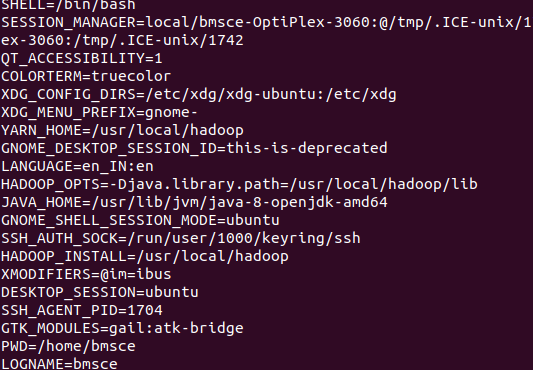 SHELL=/bin/bash
SESSION_MANAGER=local/bmsce-OptiPlex-3060:@/tmp/.ICE-unix/1
ex-3060:/tmp/.ICE-unix/1742
QT_ACCESSIBILITY=1
COLORTERM=truecolor
XDG_CONFIG_DIRS=/etc/xdg/xdg-ubuntu:/etc/xdg
XDG_MENU_PREFIX=gnome-
YARN_HOME=/usr/local/hadoop
GNOME_DESKTOP_SESSION_ID=this-is-deprecated
LANGUAGE=en_IN:en
HADOOP_OPTS=-Djava.library.path=/usr/local/hadoop/lib
JAVA_HOME=/usr/lib/jvm/java-8-openjdk-amd64
GNOME_SHELL_SESSION_MODE=ubuntu
SSH_AUTH_SOCK=/run/user/1000/keyring/ssh
HADOOP_INSTALL=/usr/local/hadoop
XMODIFIERS=@im=ibus
DESKTOP_SESSION=ubuntu
SSH_AGENT_PID=1704
GTK_MODULES=gail:atk-bridge
PWD=/home/bmsce
LOGNAME=bmsce